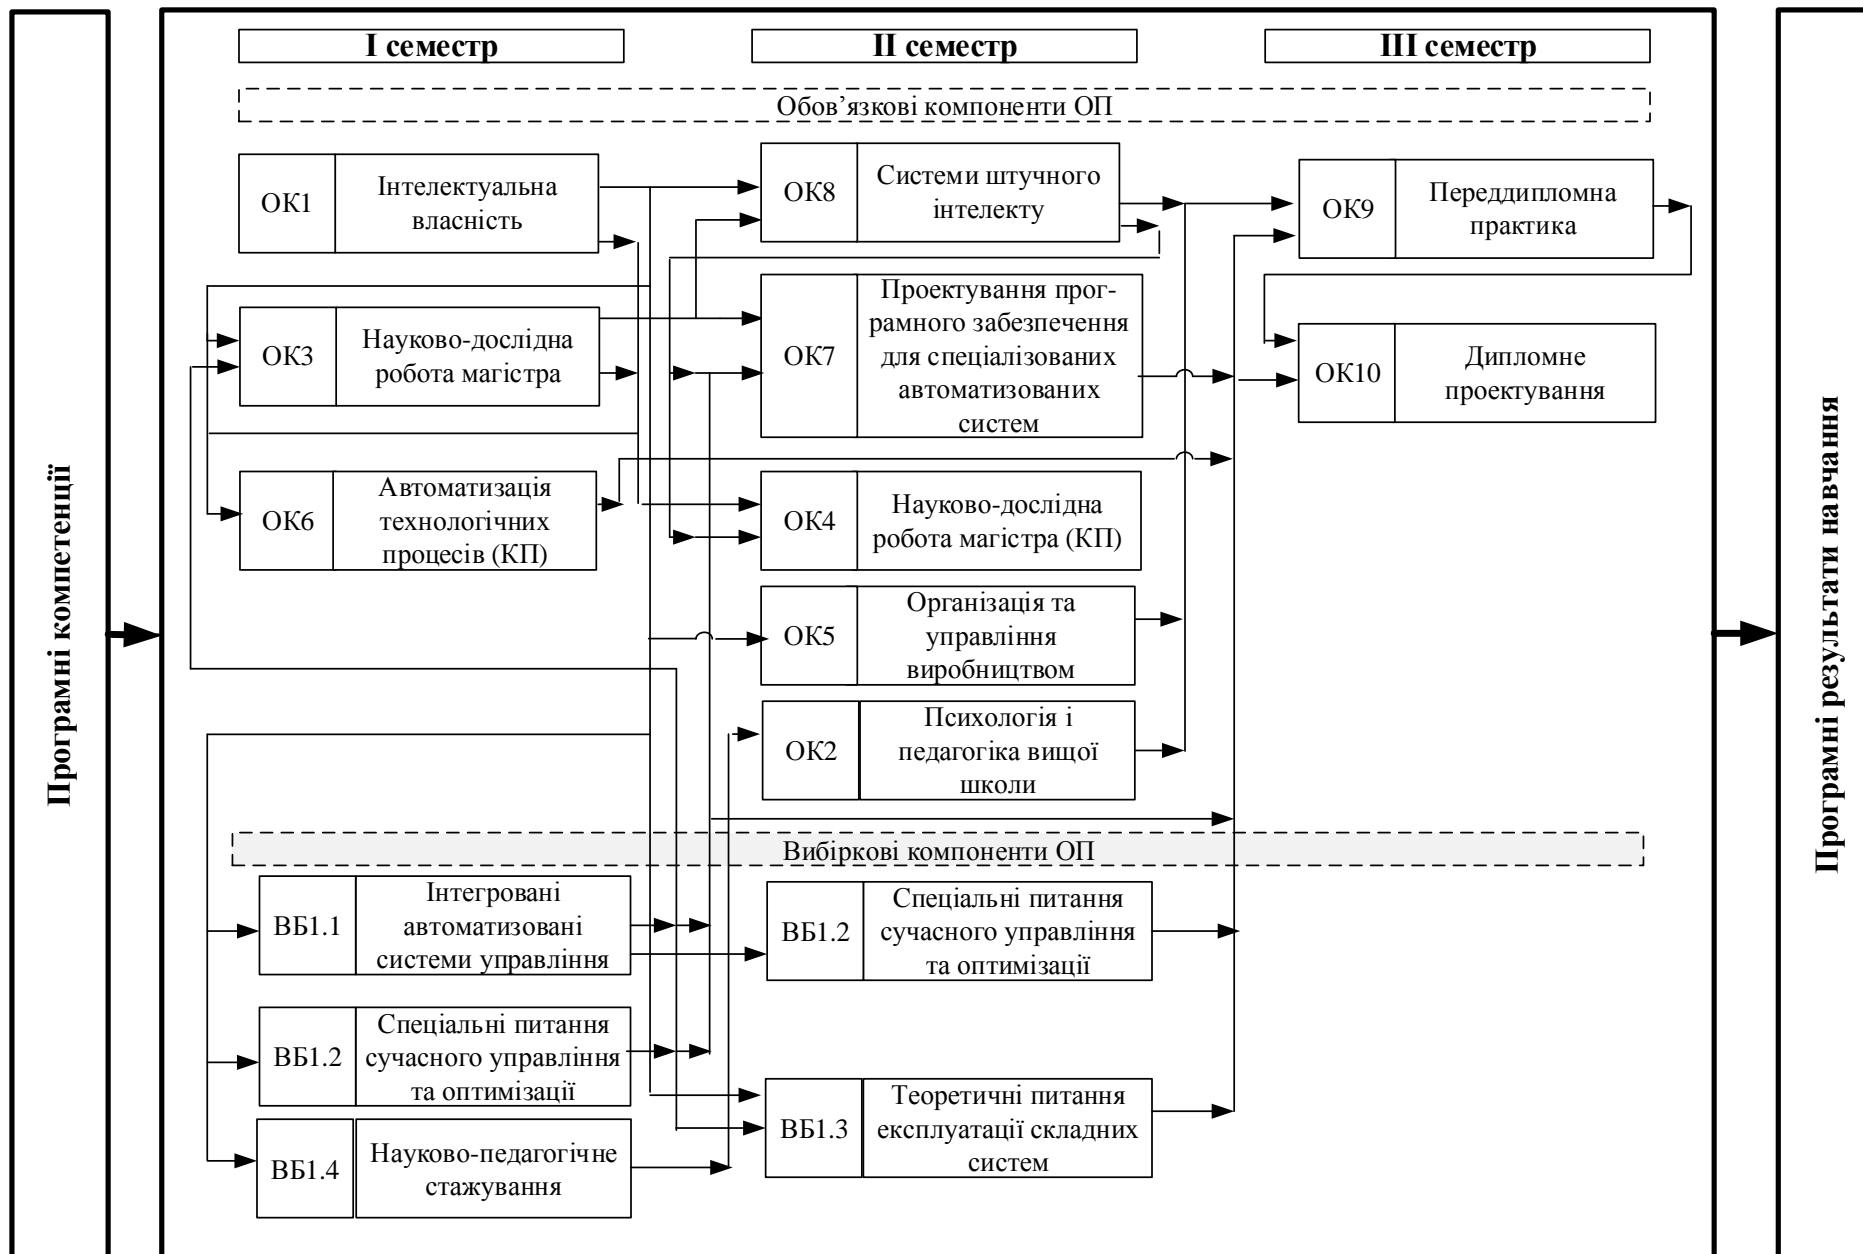 Програмні компетенції
І семестр
ІІ семестр
ІІІ семестр
Обов’язкові компоненти ОП
ОК1
Інтелектуальна
власність
ОК8
Системи штучного
інтелекту
ОК9
Переддипломна
практика
ОК3
Науково-дослідна
робота магістра
ОК7
Проектування прог-
рамного забезпечення
для спеціалізованих
автоматизованих
систем
ОК10
Дипломне
проектування
ОК6
Автоматизація
технологічних
процесів (КП)
ОК4
Науково-дослідна
робота магістра (КП)
ОК5
Організація та
управління
виробництвом
ОК2
Психологія і
педагогіка вищої
школи
Вибіркові компоненти ОП
ВБ1.1
Інтегровані
автоматизовані
системи управління
ВБ1.2
Спеціальні питання
сучасного управління
та оптимізації
ВБ1.2
Спеціальні питання
сучасного управління
та оптимізації
ВБ1.3
Теоретичні питання
експлуатації складних
систем
ВБ1.4
Науково-педагогічне
стажування
Програмні результати навчання